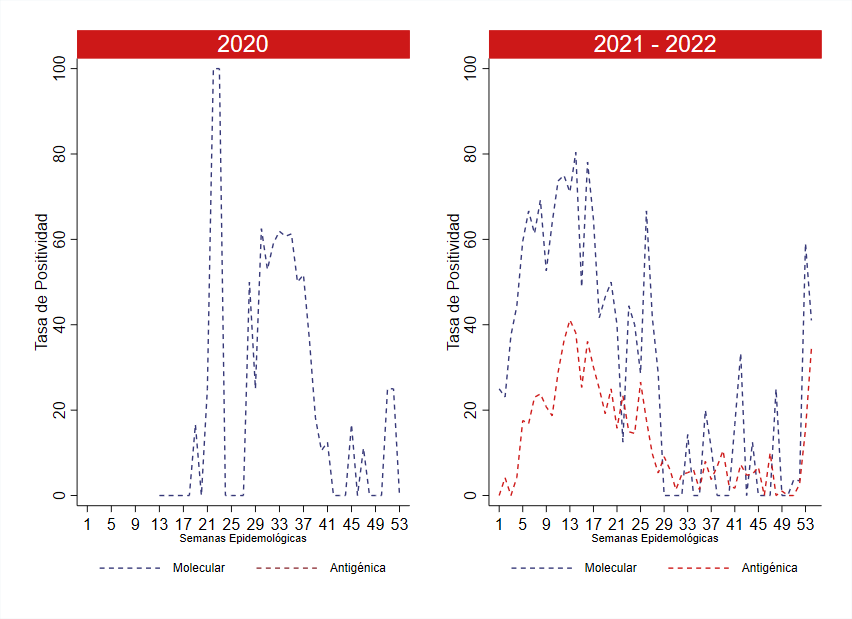 2020
Tasa de Positividad
100
80
60
40
20
0
1 5 9 13 17 21 25 29 33 37 41 45 49 53
Semanas Epidemológicas
Molecular Antigénica
2021 - 2022
Tasa de Positividad
100
80
60
40
20
0
1 5 9 13 17 21 25 29 33 37 41 45 49 53
Semanas Epidemológicas
Molecular Antigénica